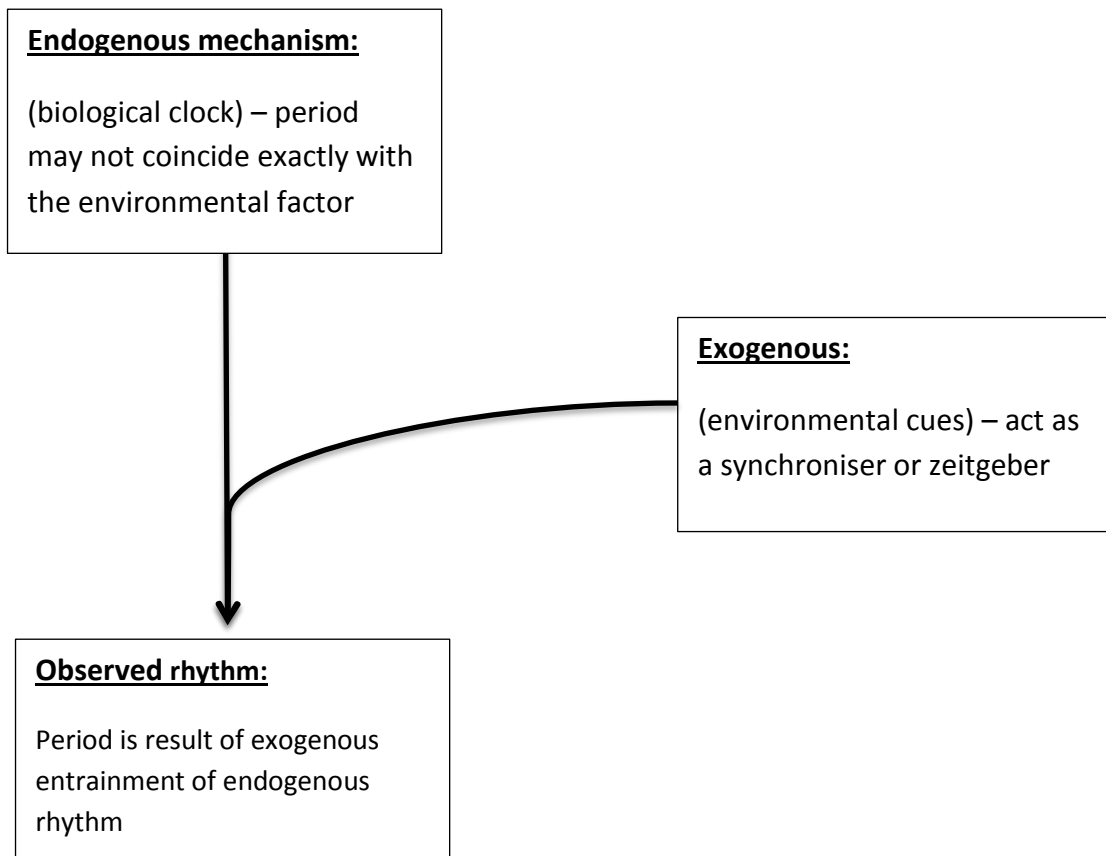 Endogenous mechanism:
(biological clock) – period
may not coincide exactly with
the environmental factor
Exogenous:
(environmental cues) – act as
a synchroniser or zeitgeber
Observed rhythm:
Period is result of exogenous
entrainment of endogenous
rhythm